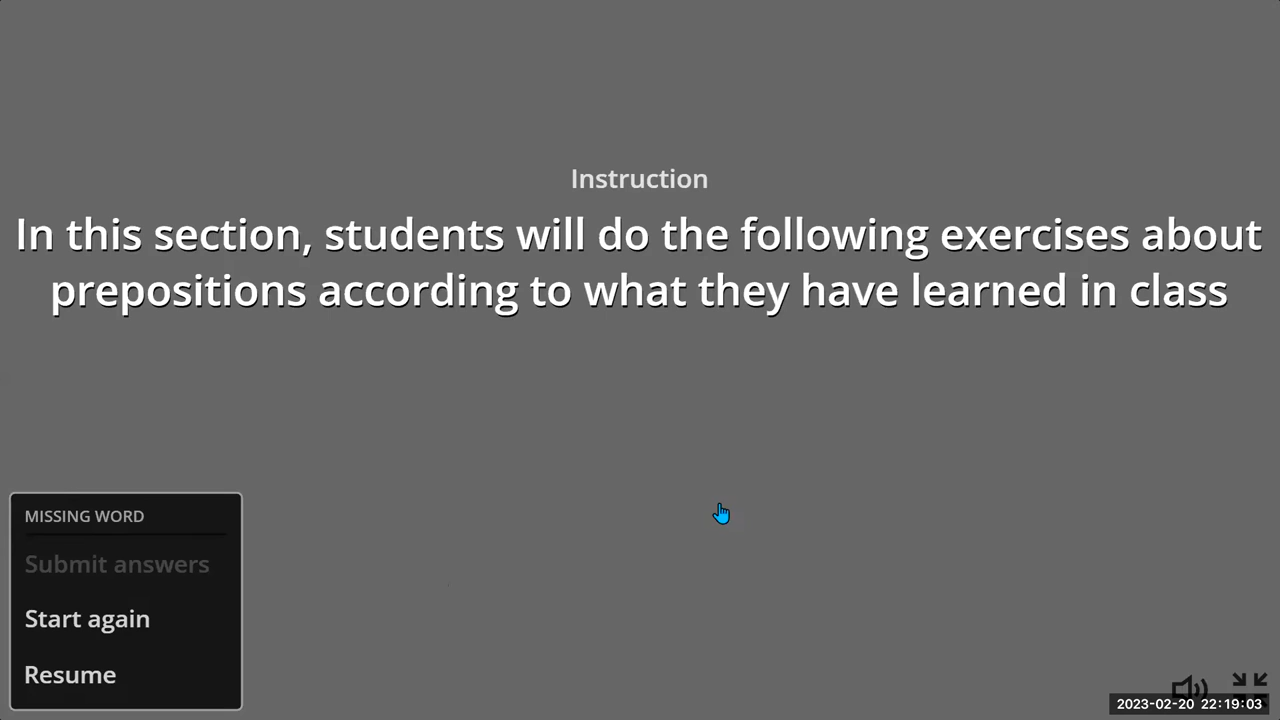 Instruction
In this section, students will do the following exercises about
prepositions according to what they have learned in class
MISSING WORD
Submit answers
Start again
Resume
2023-02-20 22:19:03